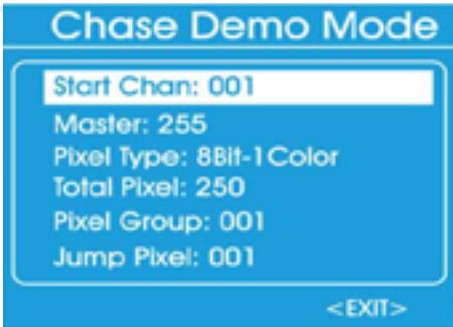 Chase Demo Mode
Start Chan: 001
Master: 255
Pixel Type: 8Bit-1Color
Total Pixel: 250
Pixel Group: 001
Jump Pixel: 001
<EXIT>